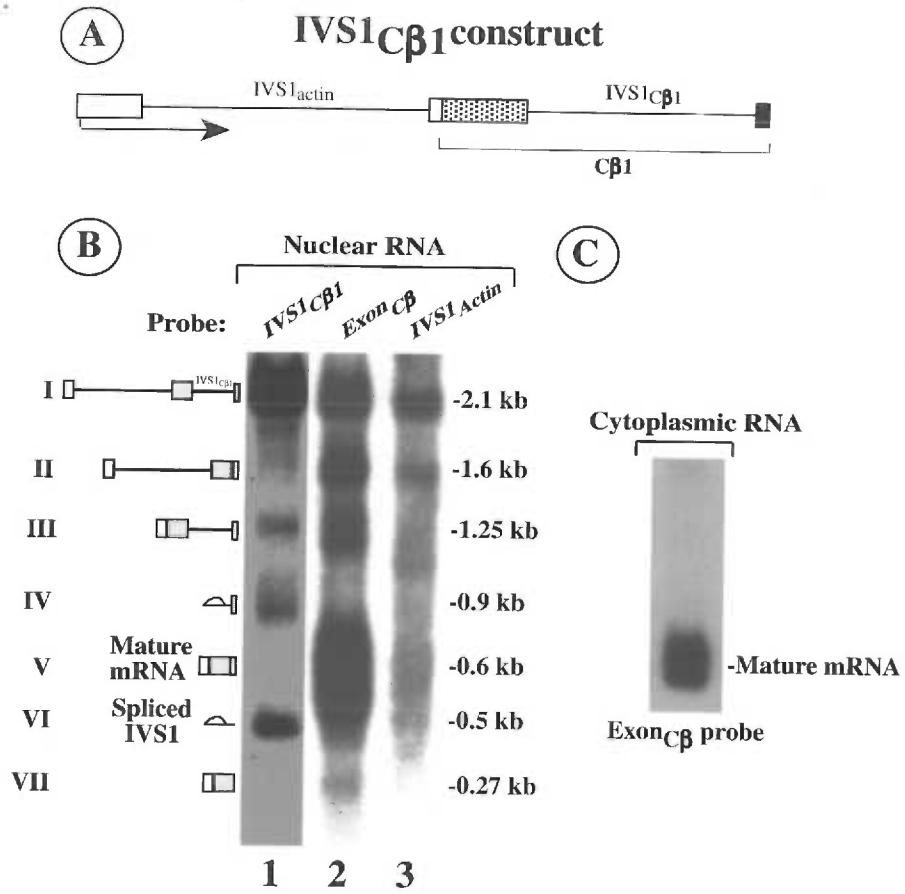 A
IVS1Cβ1construct
IVS1actin
IVS1Cβ1
Cβ1
B
Nuclear RNA
Probe:
IVS1Cβ1
ExonCβ
IVS1Actin
I
IVS1Cβ1
-2.1 kb
II
-1.6 kb
III
-1.25 kb
IV
-0.9 kb
V
Mature
mRNA
-0.6 kb
VI
Spliced
IVS1
-0.5 kb
VII
-0.27 kb
1 2 3
C
Cytoplasmic RNA
-Mature mRNA
ExonCβ probe